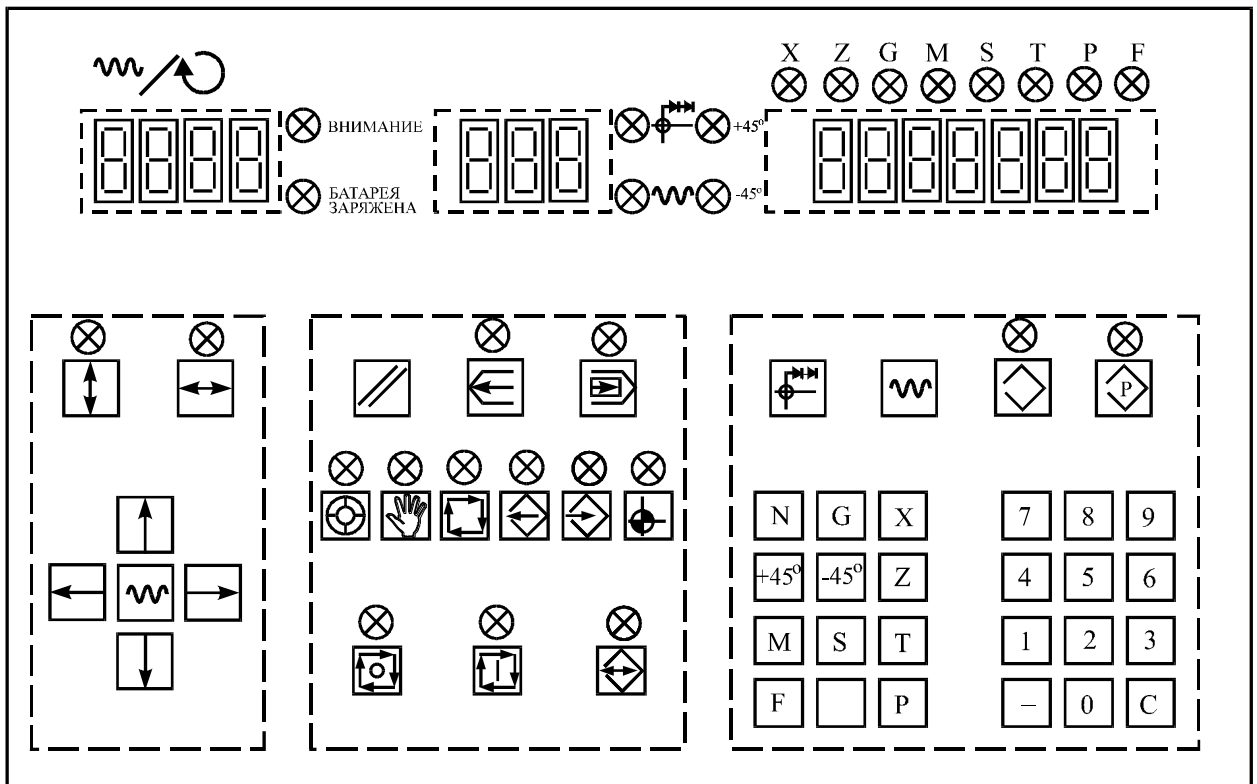 X Z G M S T P F
ВНИМАНИЕ
+45°
БАТАРЕЯ
ЗАРЯЖЕНА
-45°
P
N G X 7 8 9
+45° -45° Z 4 5 6
M S T 1 2 3
F P – 0 C